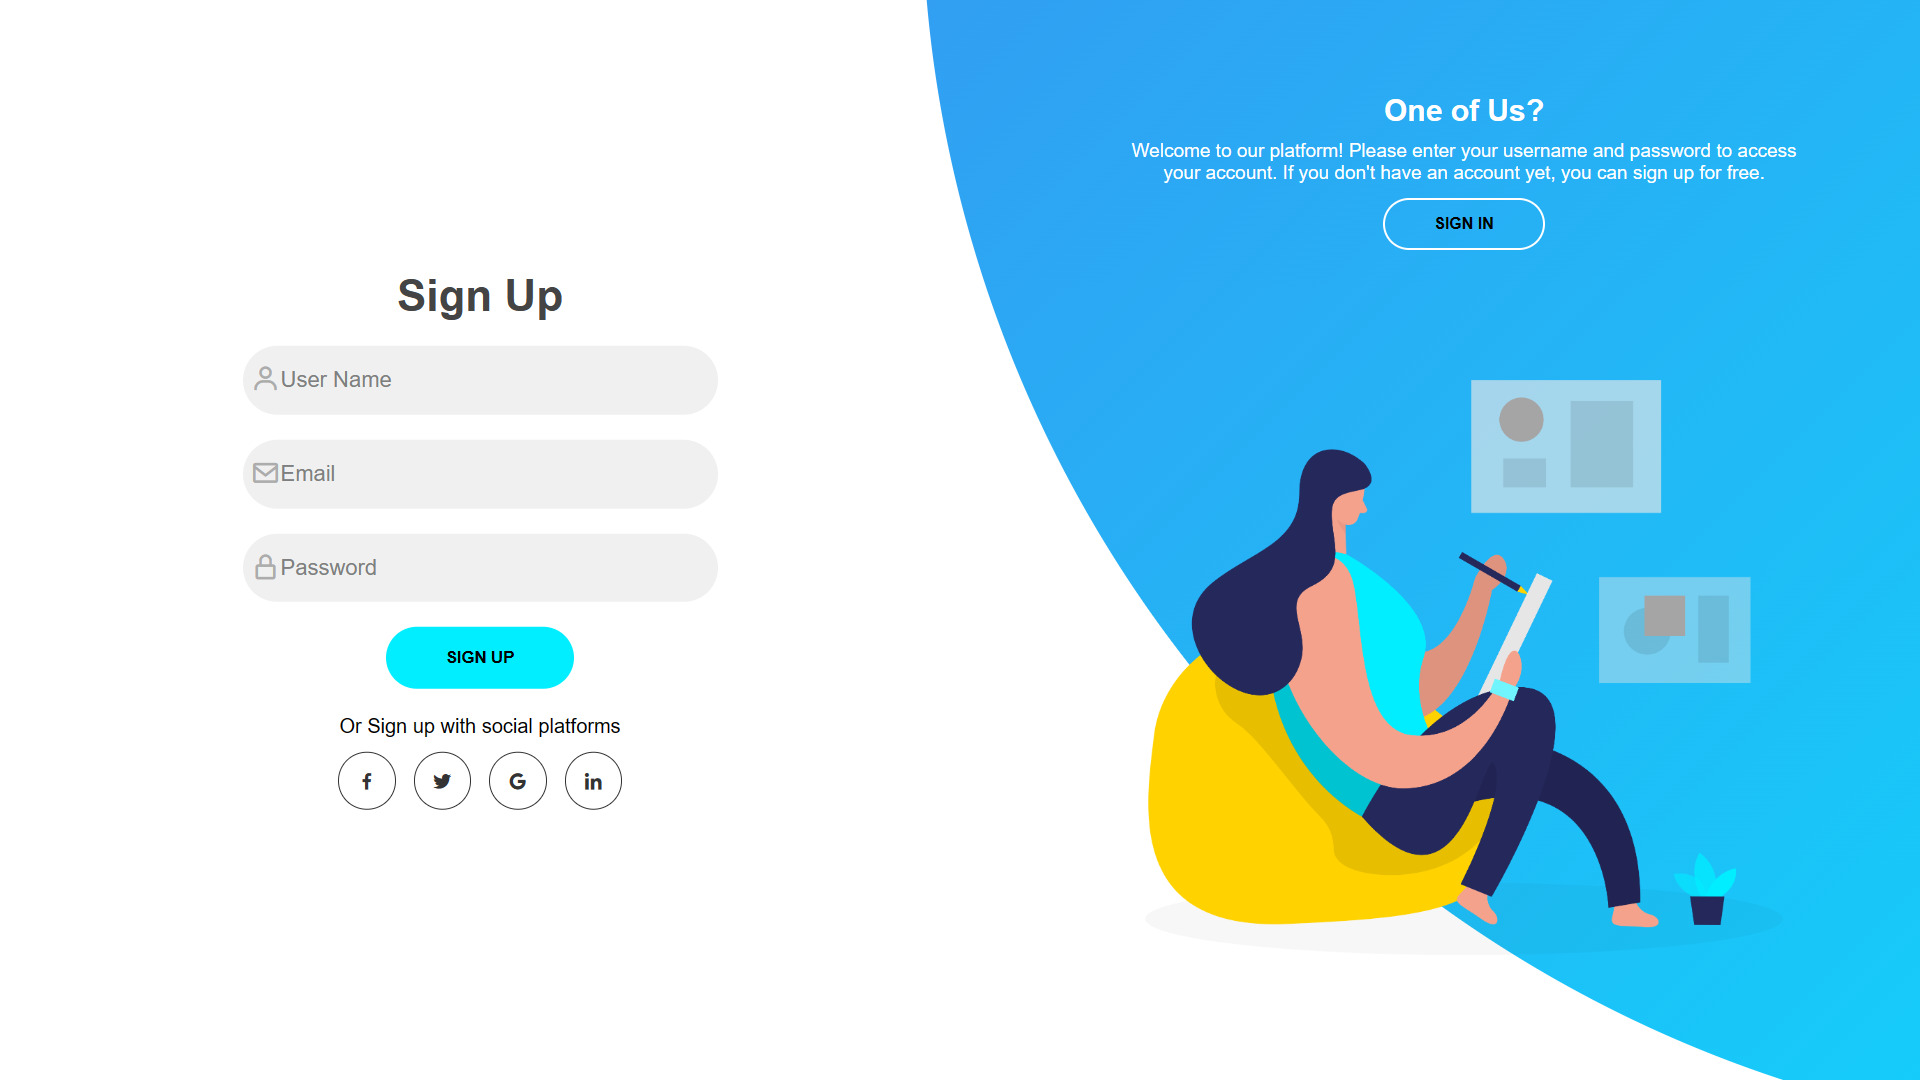 One of Us?
Welcome to our platform! Please enter your username and password to access
your account. If you don't have an account yet, you can sign up for free.
SIGN IN
Sign Up
User Name
Email
Password
SIGN UP
Or Sign up with social platforms